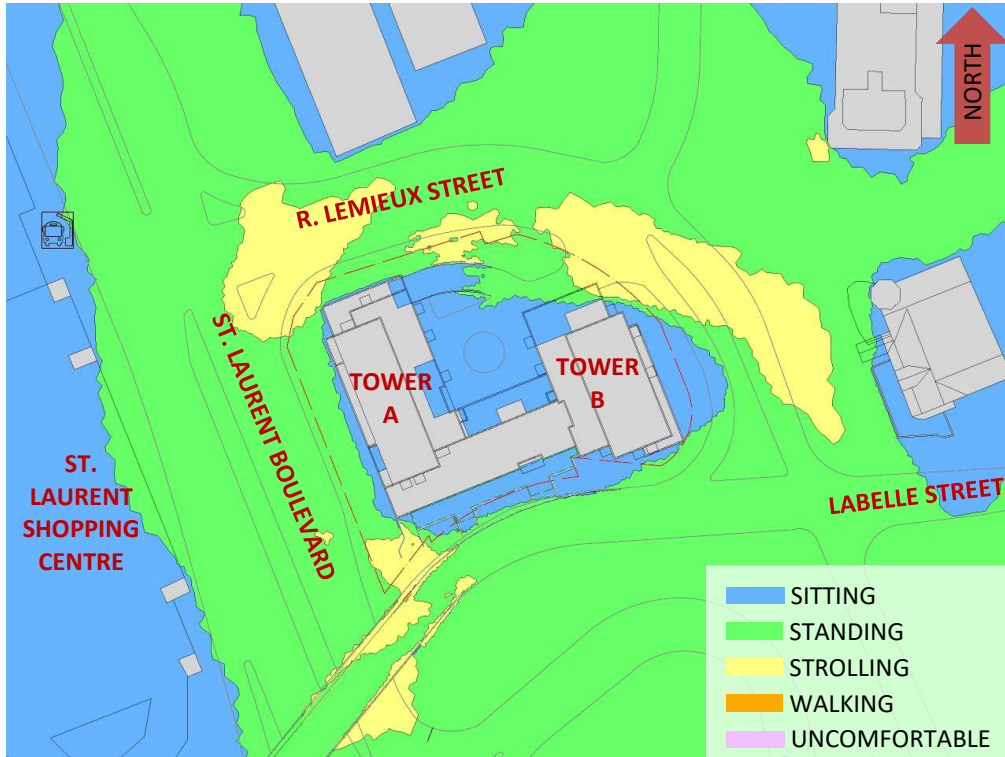 NORTH
R. LEMIEUX STREET
ST. LAURENT BOULEVARD
TOWER
A
TOWER
B
ST.
LAURENT
SHOPPING
CENTRE
LABELLE STREET
SITTING
STANDING
STROLLING
WALKING
UNCOMFORTABLE